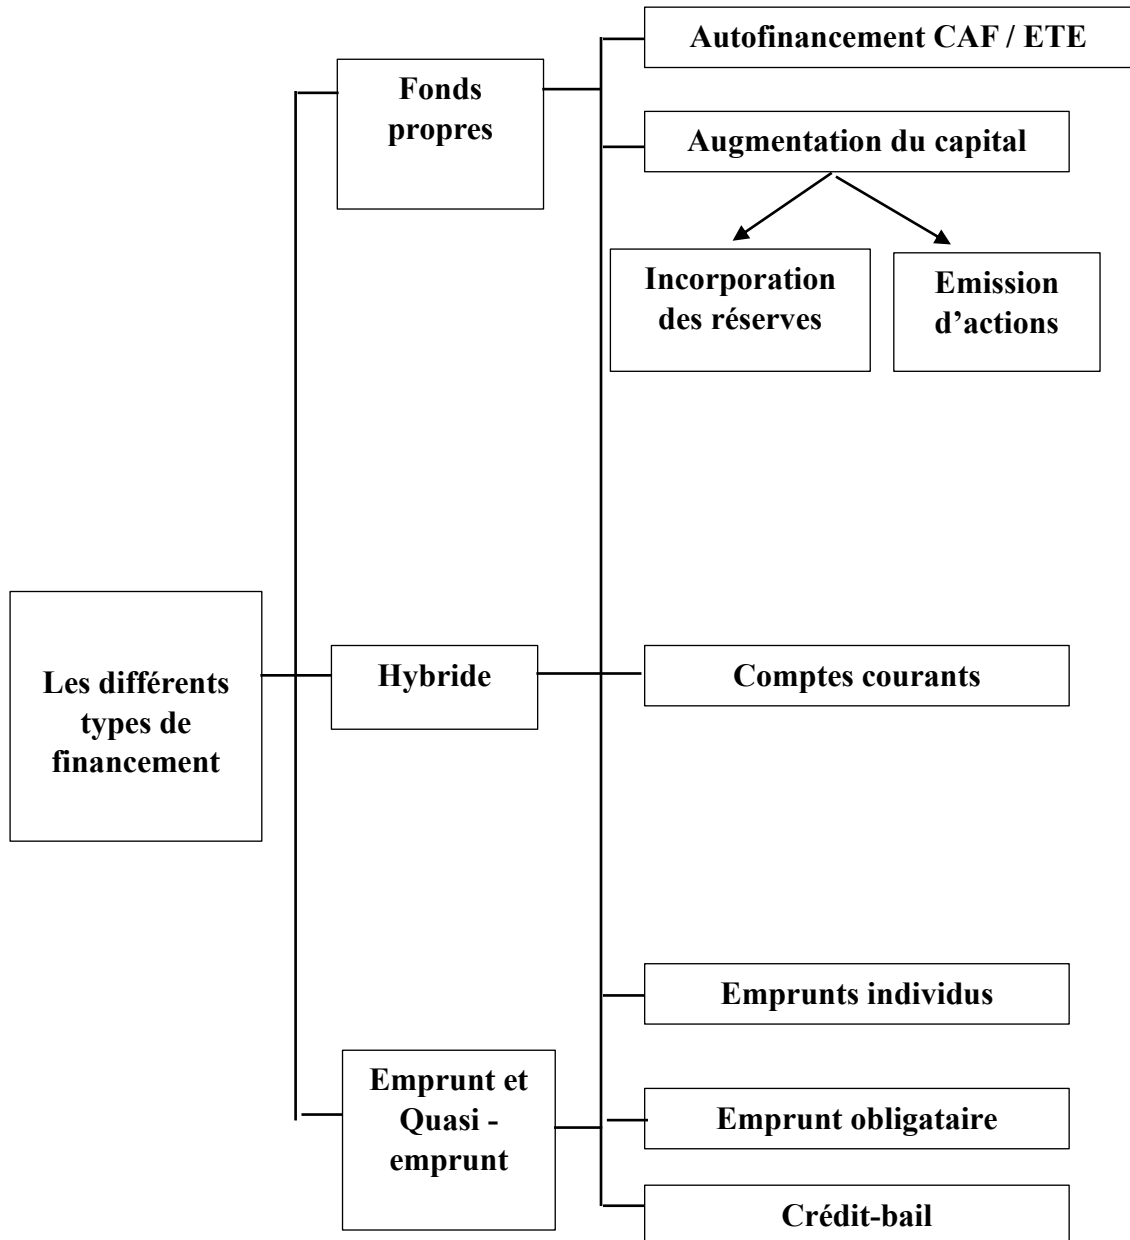 Autofinancement CAF / ETE
Fonds
propres
Augmentation du capital
Incorporation
des réserves
Emission
d’actions
Les différents
types de
financement
Hybride
Comptes courants
Emprunts individus
Emprunt et
Quasi -
emprunt
Emprunt obligataire
Crédit-bail